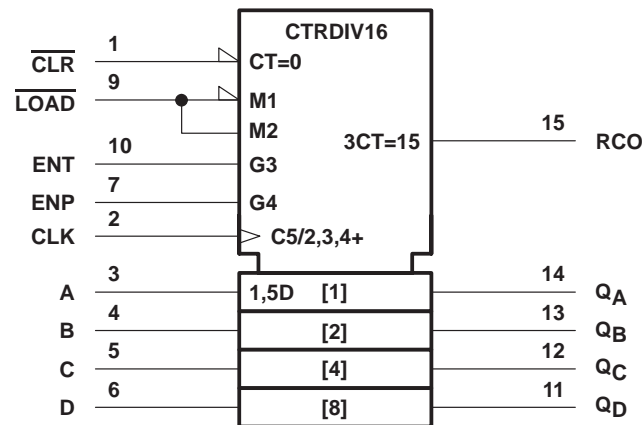 CTRDIV16
C̅L̅R̅ 1 CT=0
L̅O̅A̅D̅ 9 M1
M2
3CT=15 15 RCO
ENT 10 G3
ENP 7 G4
CLK 2 C5/2,3,4+
A 3 1,5D [1] 14 QA
B 4 [2] 13 QB
C 5 [4] 12 QC
D 6 [8] 11 QD